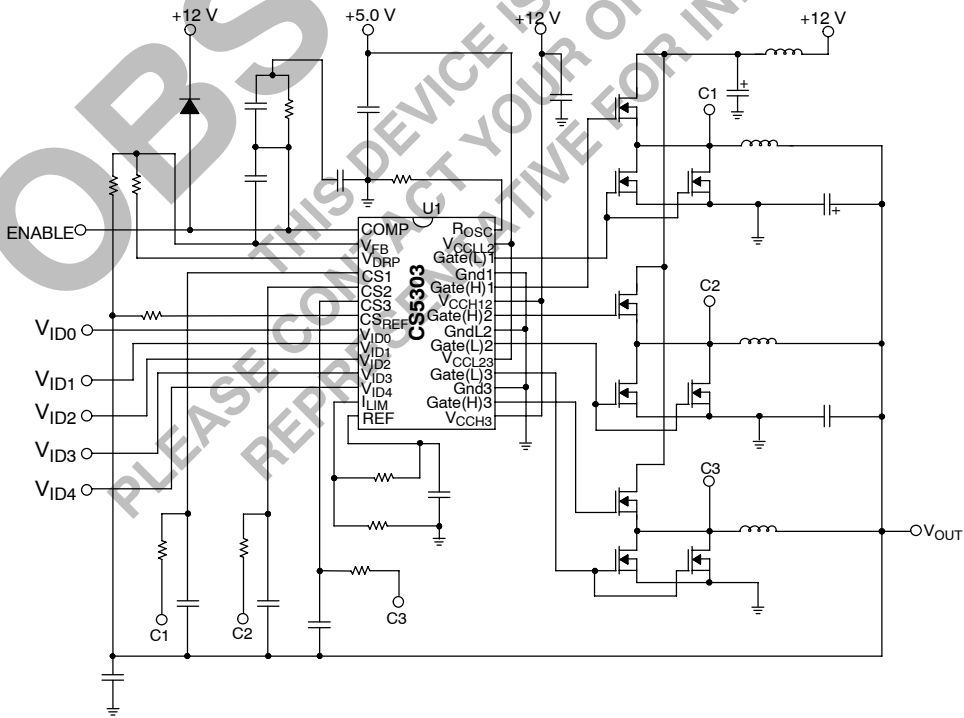 +12 V
+5.0 V
+12 V
+12 V
C1
U1
ENABLE
COMP
VFB
VDRP
CS1
CS2
CS3
CSREF
VID0
VID1
VID2
VID3
VID4
ILIM
REF
CS5303
ROSC
VCCLL2
Gate(L)1
Gnd1
Gate(H)1
VCCH12
Gate(H)2
GndL2
Gate(L)2
VCCL23
Gate(L)3
Gnd3
Gate(H)3
VCCH3
VID0
VID1
VID2
VID3
VID4
C2
C3
VOUT
C1
C2
C3
+
+
OBS
THIS DEVICE IS
PLEASE CONTACT YOUR
REPRESENTATIVE FOR